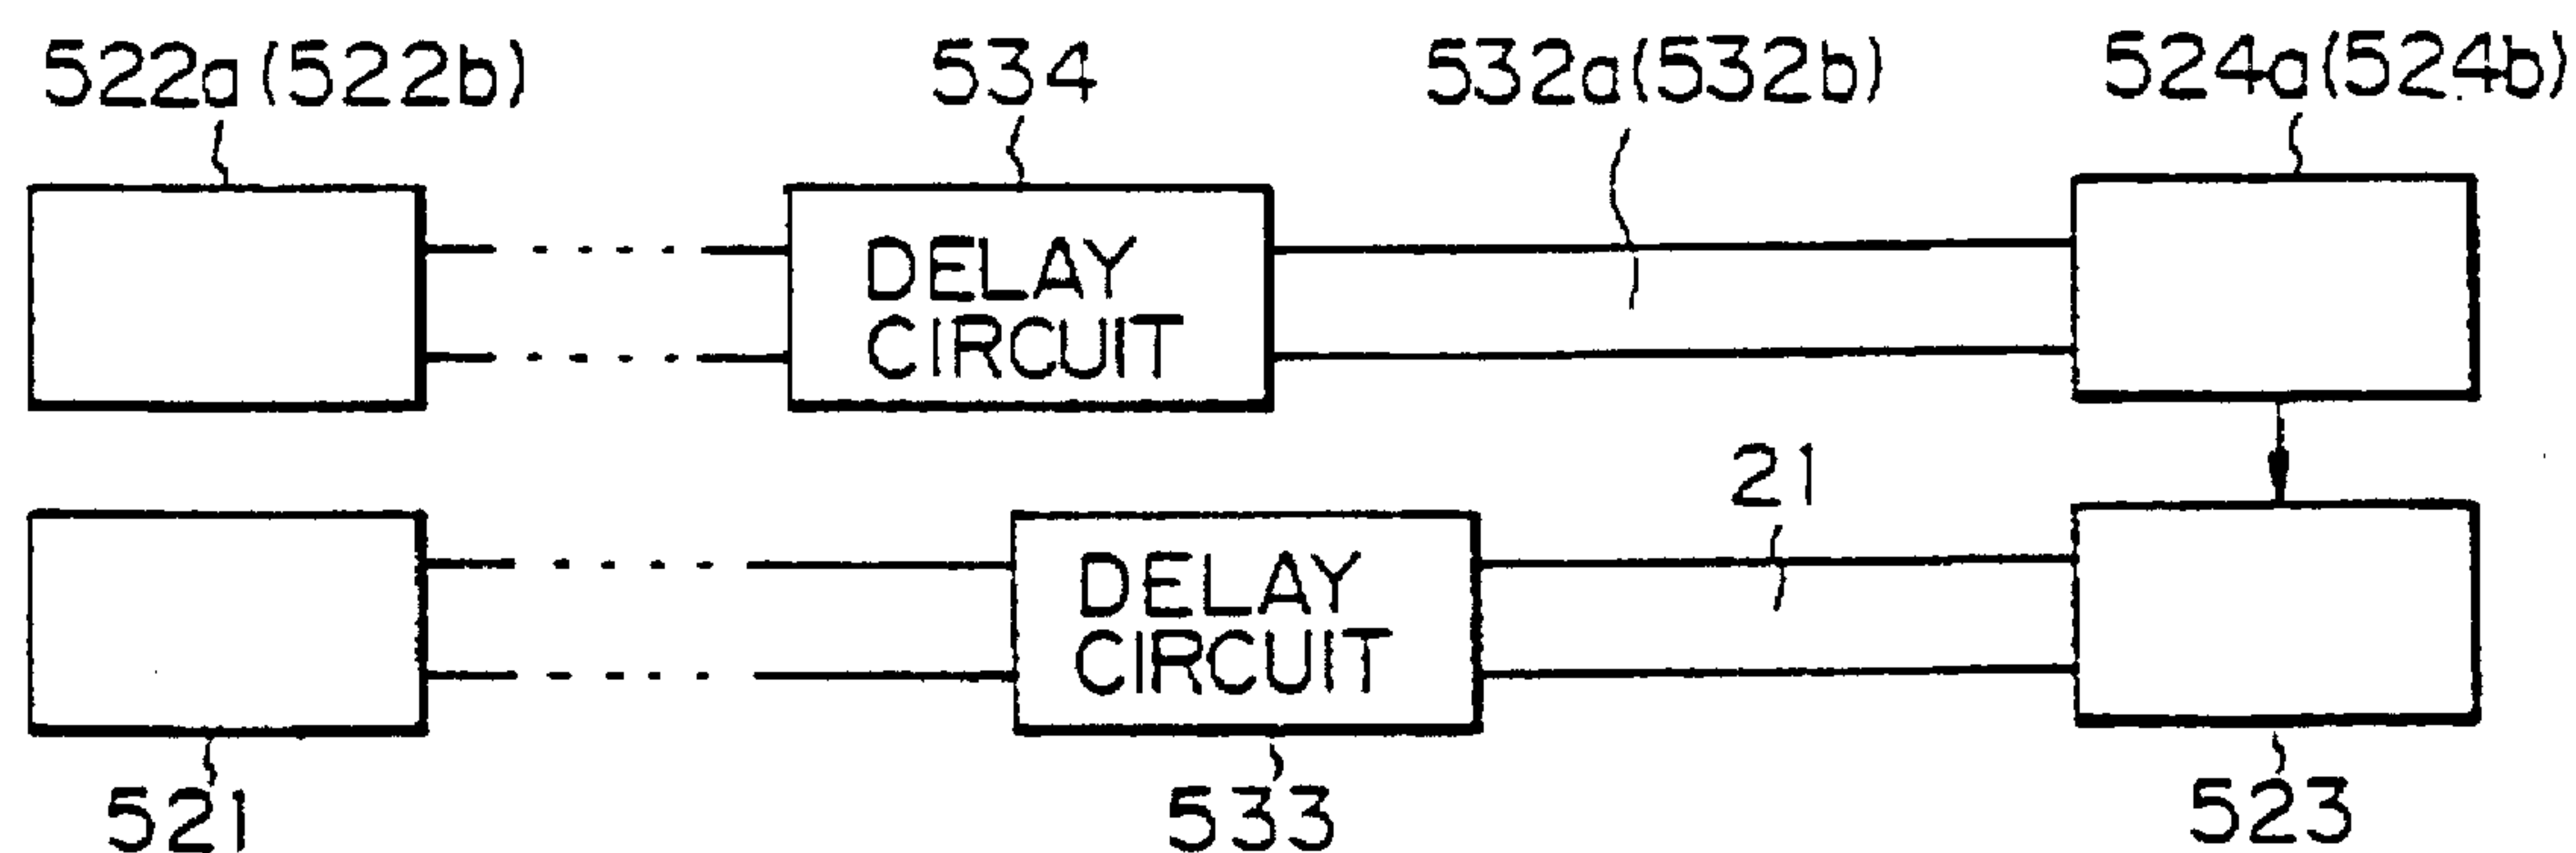 522a (522b)
534
532a(532b)
524a(524b)
DELAY
CIRCUIT
21
DELAY
CIRCUIT
521
533
523